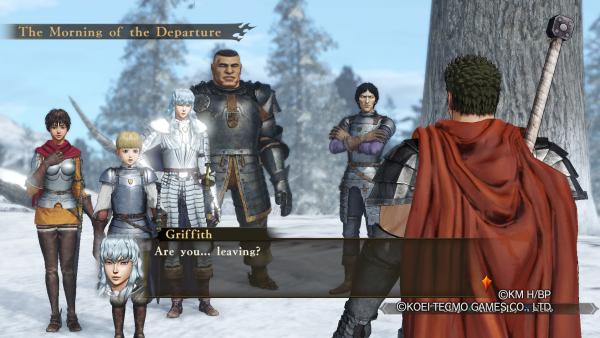 The Morning of the Departure
Griffith
Are you... leaving?
©KM H/BP
©KOEI TECMO GAMES CO., LTD.